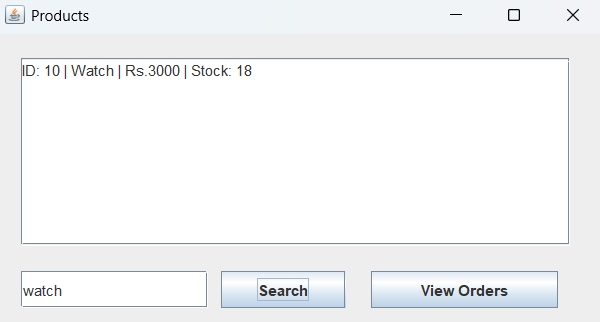 Products
ID: 10 | Watch | Rs.3000 | Stock: 18
watch
Search
View Orders